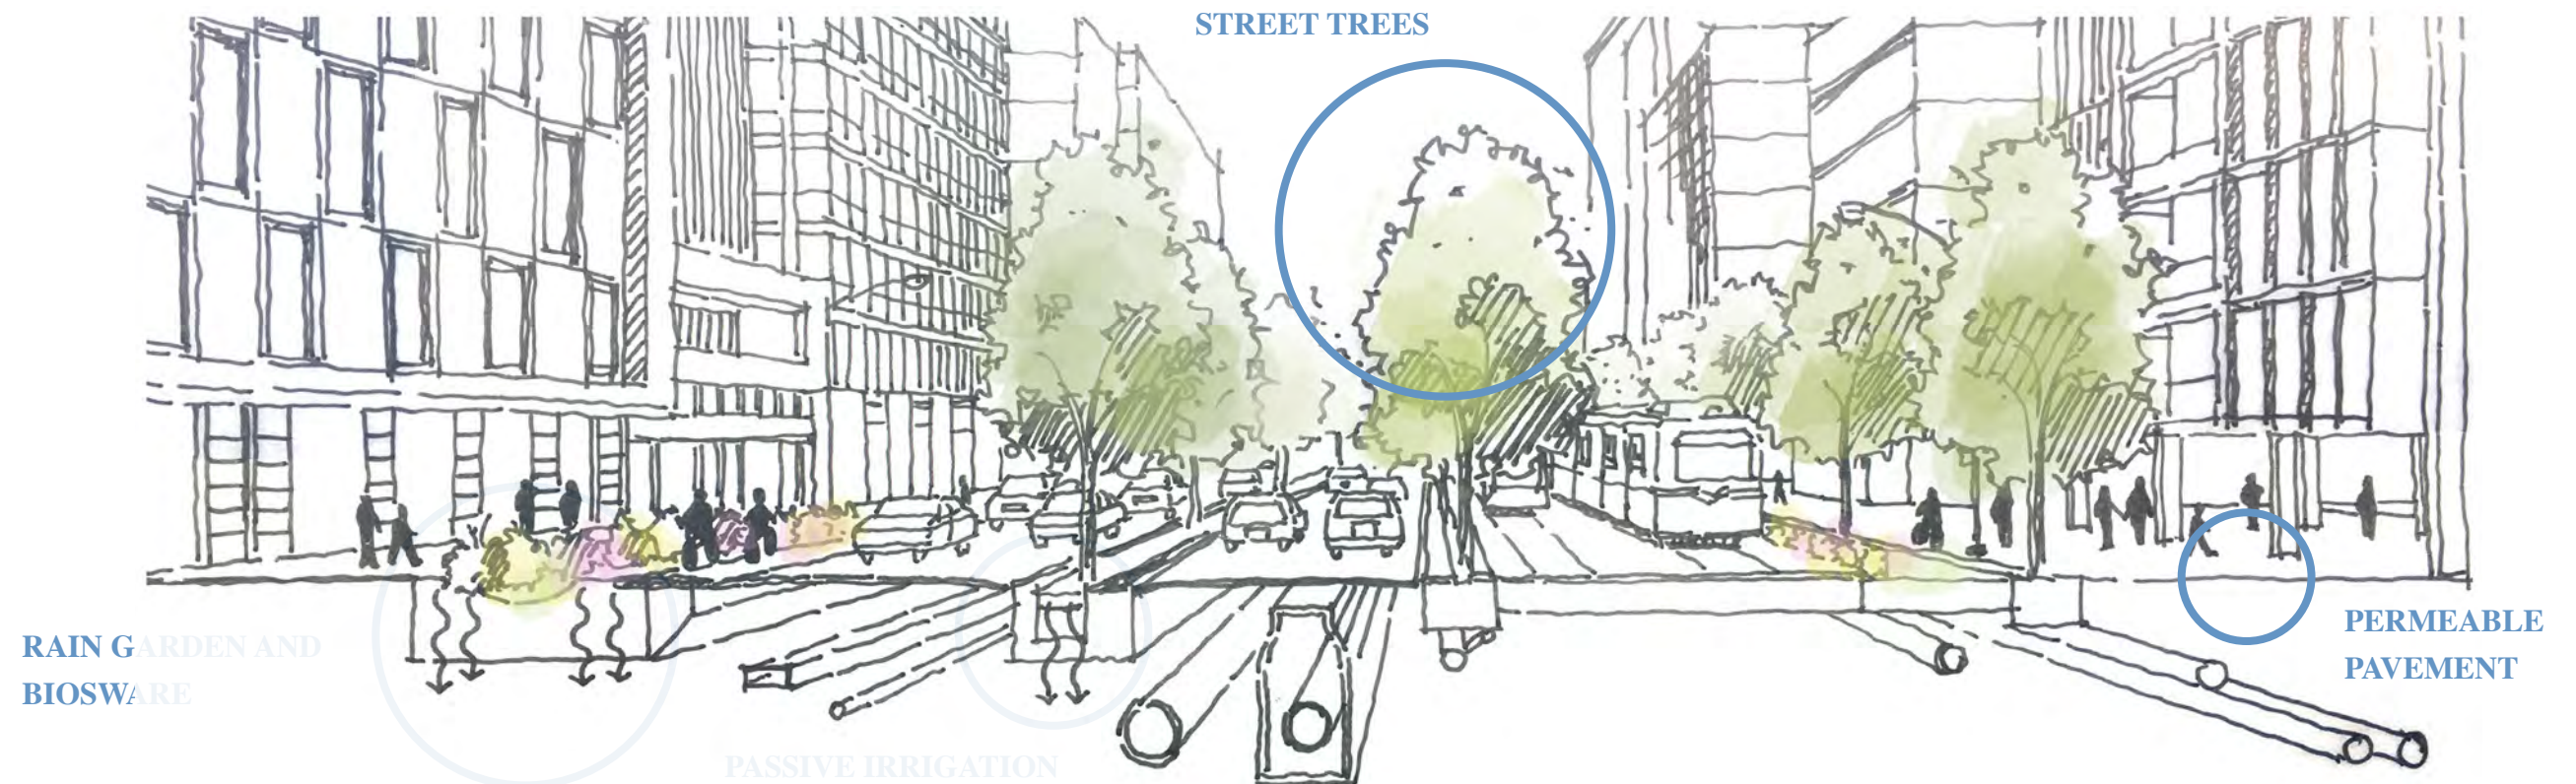 STREET TREES
RAIN GARDEN AND
BIOSWARE
PERMEABLE
PAVEMENT
PASSIVE IRRIGATION